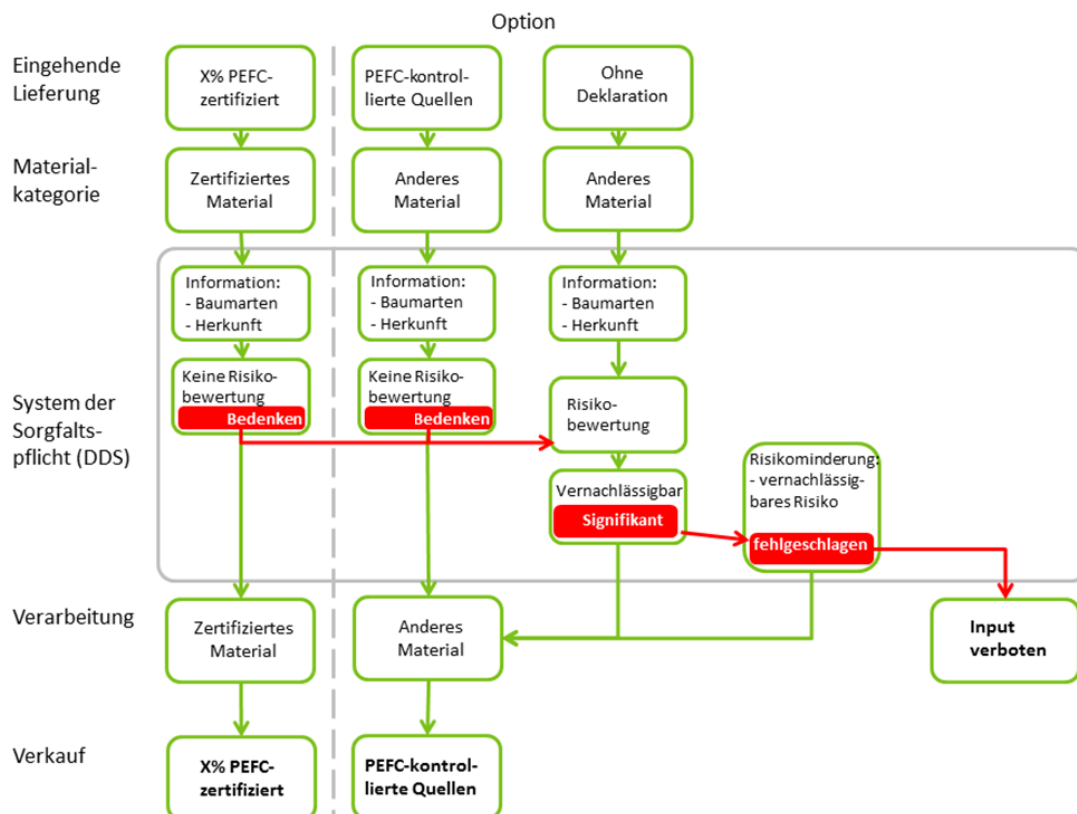 Option
Eingehende
Lieferung
X% PEFC-
zertifiziert
PEFC-kontrol-
lierte Quellen
Ohne
Deklaration
Material-
kategorie
Zertifiziertes
Material
Anderes
Material
Anderes
Material
System der
Sorgfalts-
pflicht (DDS)
Information:
- Baumarten
- Herkunft
Information:
- Baumarten
- Herkunft
Information:
- Baumarten
- Herkunft
Keine Risiko-
bewertung
Bedenken
Keine Risiko-
bewertung
Bedenken
Risiko-
bewertung
Vernachlässigbar
Signifikant
Risikominderung:
- vernachlässig-
bares Risiko
fehlgeschlagen
Verarbeitung
Zertifiziertes
Material
Anderes
Material
Input
verboten
Verkauf
X% PEFC-
zertifiziert
PEFC-kontrol-
lierte Quellen